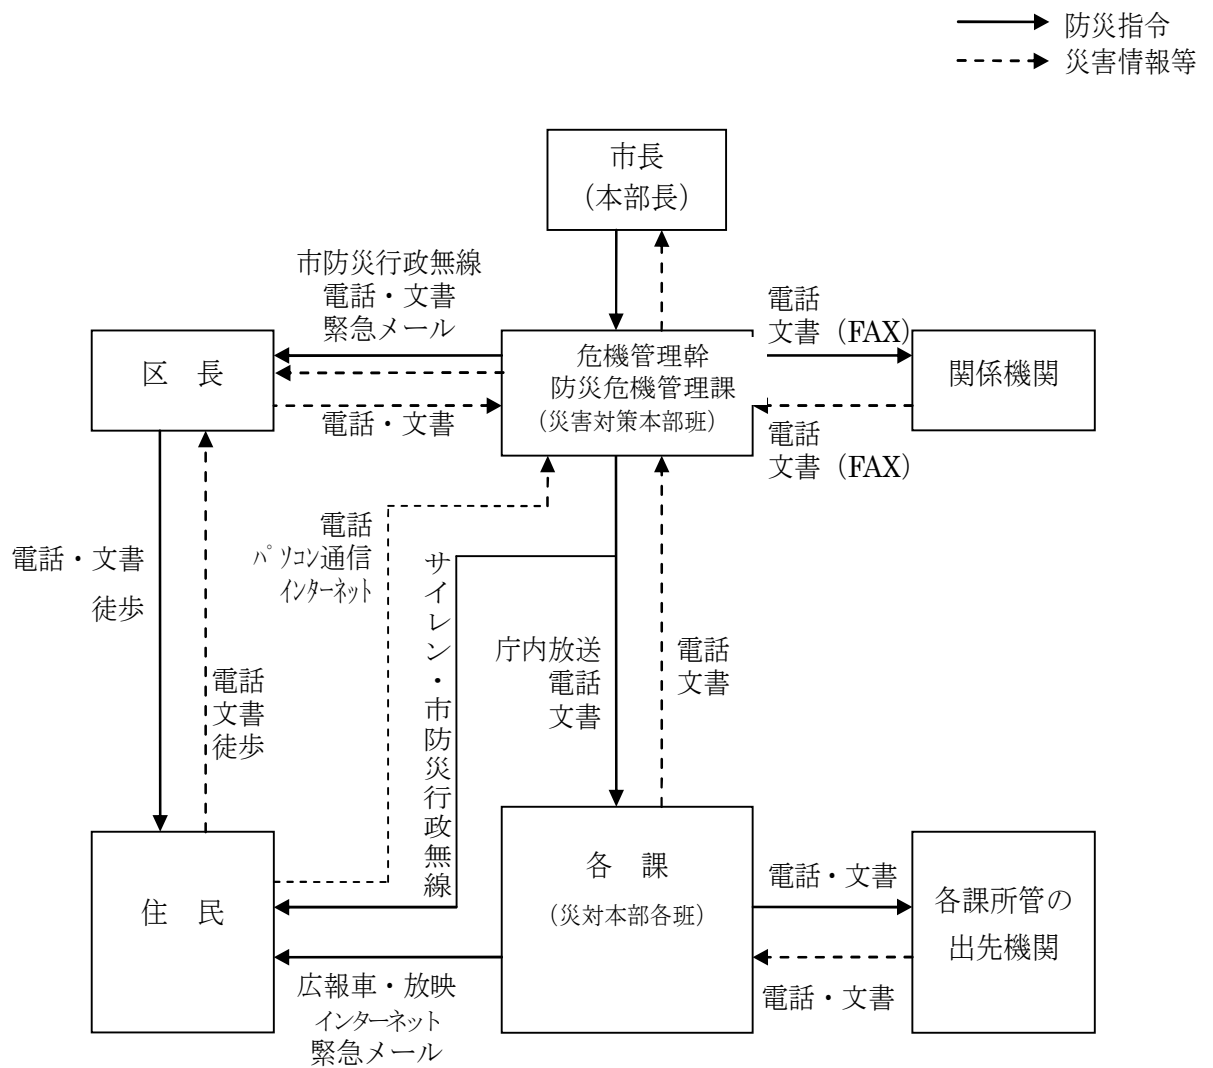 防災指令
災害情報等
市長
（本部長）
市防災行政無線
電話・文書
緊急メール
電話
文書（FAX）
区　長
危機管理幹
防災危機管理課
（災害対策本部班）
関係機関
電話・文書
電話
文書（FAX）
電話・文書
徒歩
電話
パソコン通信
インターネット
サイレン・市防災行政無線
庁内放送
電話
文書
電話
文書
電話
文書
徒歩
住　民
各　課
（災対本部各班）
電話・文書
各課所管の
出先機関
電話・文書
広報車・放映
インターネット
緊急メール